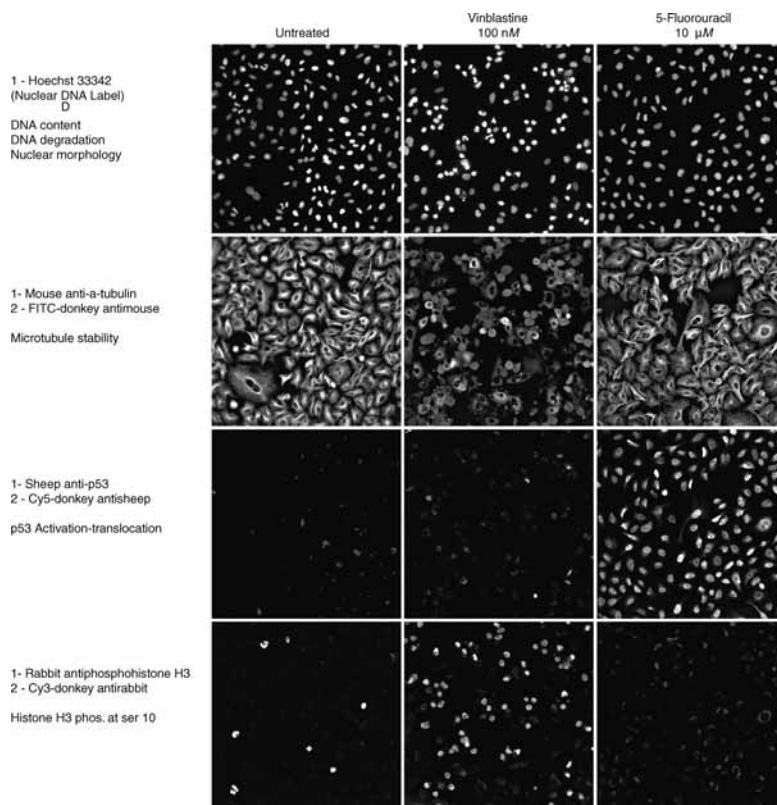 Untreated
Vinblastine
100 nM
5-Fluorouracil
10 µM
1 - Hoechst 33342
(Nuclear DNA Label)
D
DNA content
DNA degradation
Nuclear morphology
1- Mouse anti-a-tubulin
2 - FITC-donkey antimouse
Microtubule stability
1- Sheep anti-p53
2 - Cy5-donkey antisheep
p53 Activation-translocation
1- Rabbit antiphosphohistone H3
2 - Cy3-donkey antirabbit
Histone H3 phos. at ser 10